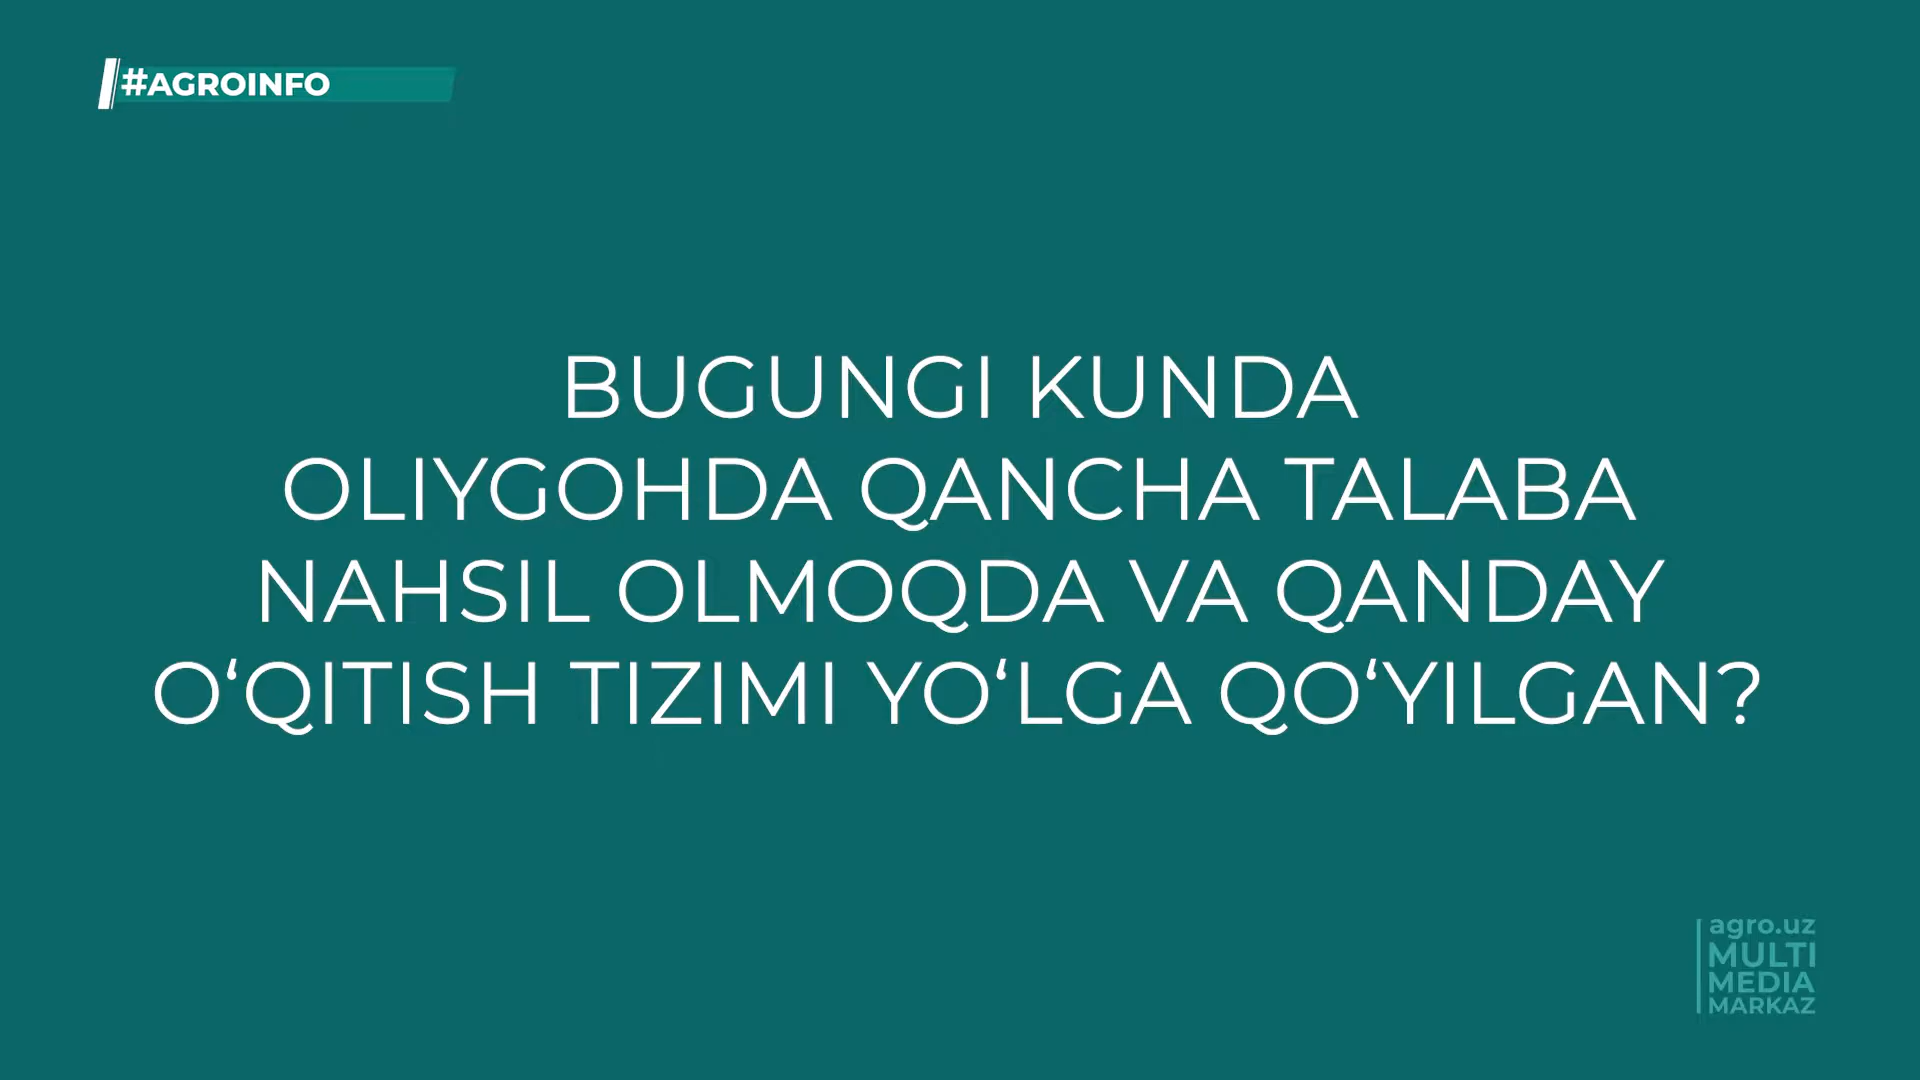 #AGROINFO
BUGUNGI KUNDA
OLIYGOHDA QANCHA TALABA
NAHSIL OLMOQDA VA QANDAY
O‘QITISH TIZIMI YO‘LGA QO‘YILGAN?
agro.uz
MULTI
MEDIA
MARKAZ